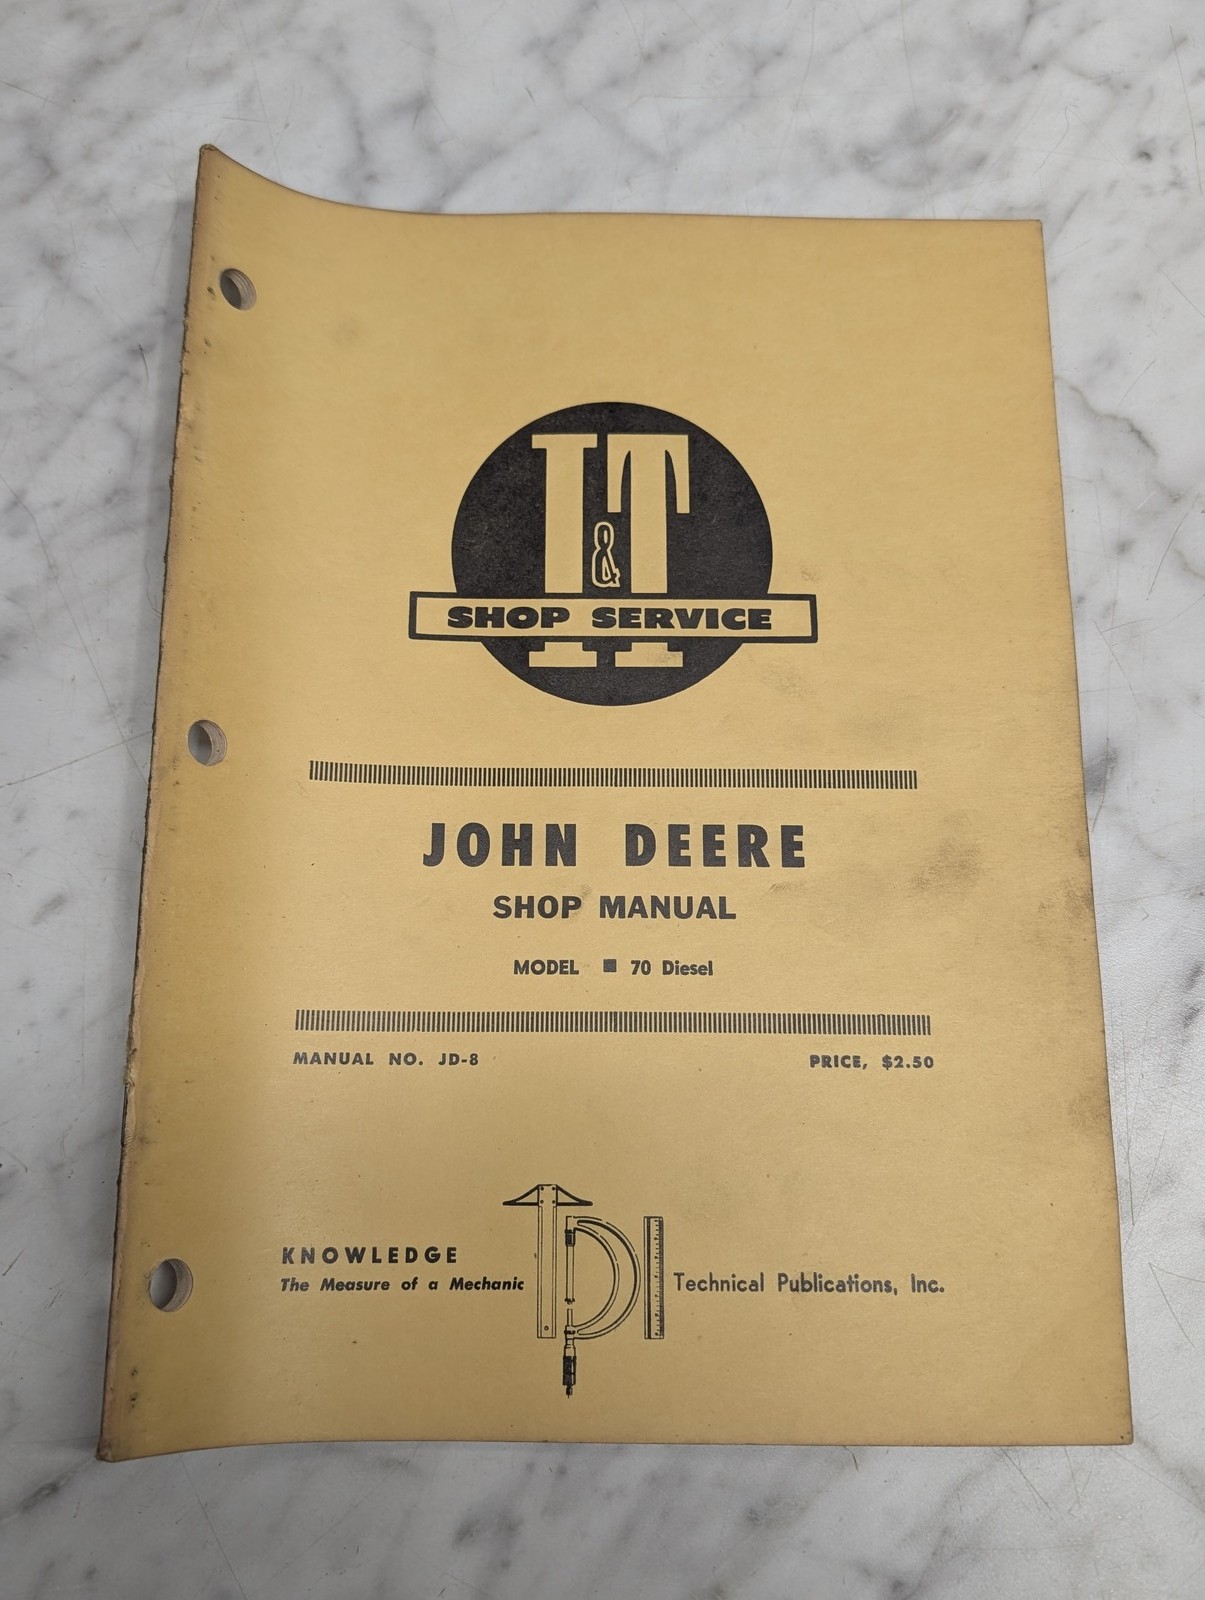 I & T
SHOP SERVICE
JOHN DEERE
SHOP MANUAL
MODEL ■ 70 Diesel
MANUAL NO. JD-8 PRICE, $2.50
KNOWLEDGE
The Measure of a Mechanic
TPI
Technical Publications, Inc.